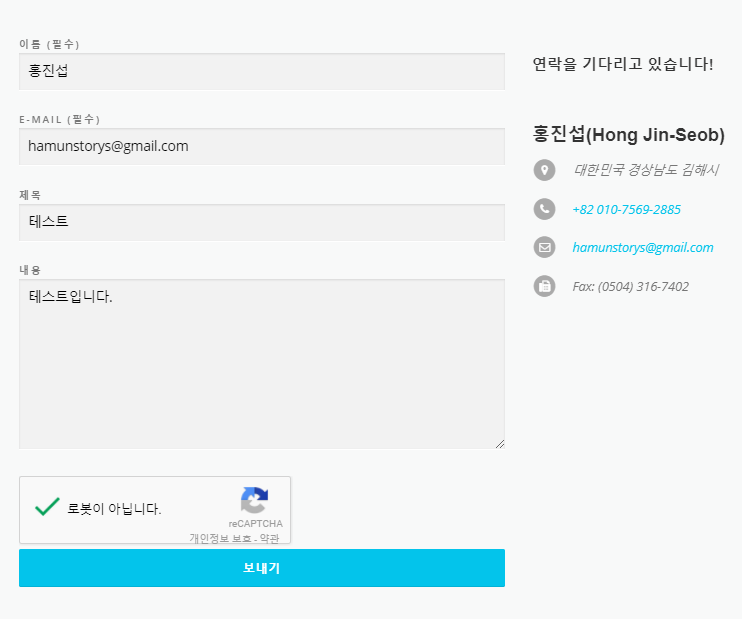 이름 (필수)
홍진섭
E-MAIL (필수)
hamunstorys@gmail.com
제목
테스트
내용
테스트입니다.
로봇이 아닙니다.
reCAPTCHA
개인정보 보호 - 약관
보내기
연락을 기다리고 있습니다!
홍진섭(Hong Jin-Seob)
대한민국 경상남도 김해시
+82 010-7569-2885
hamunstorys@gmail.com
Fax: (0504) 316-7402